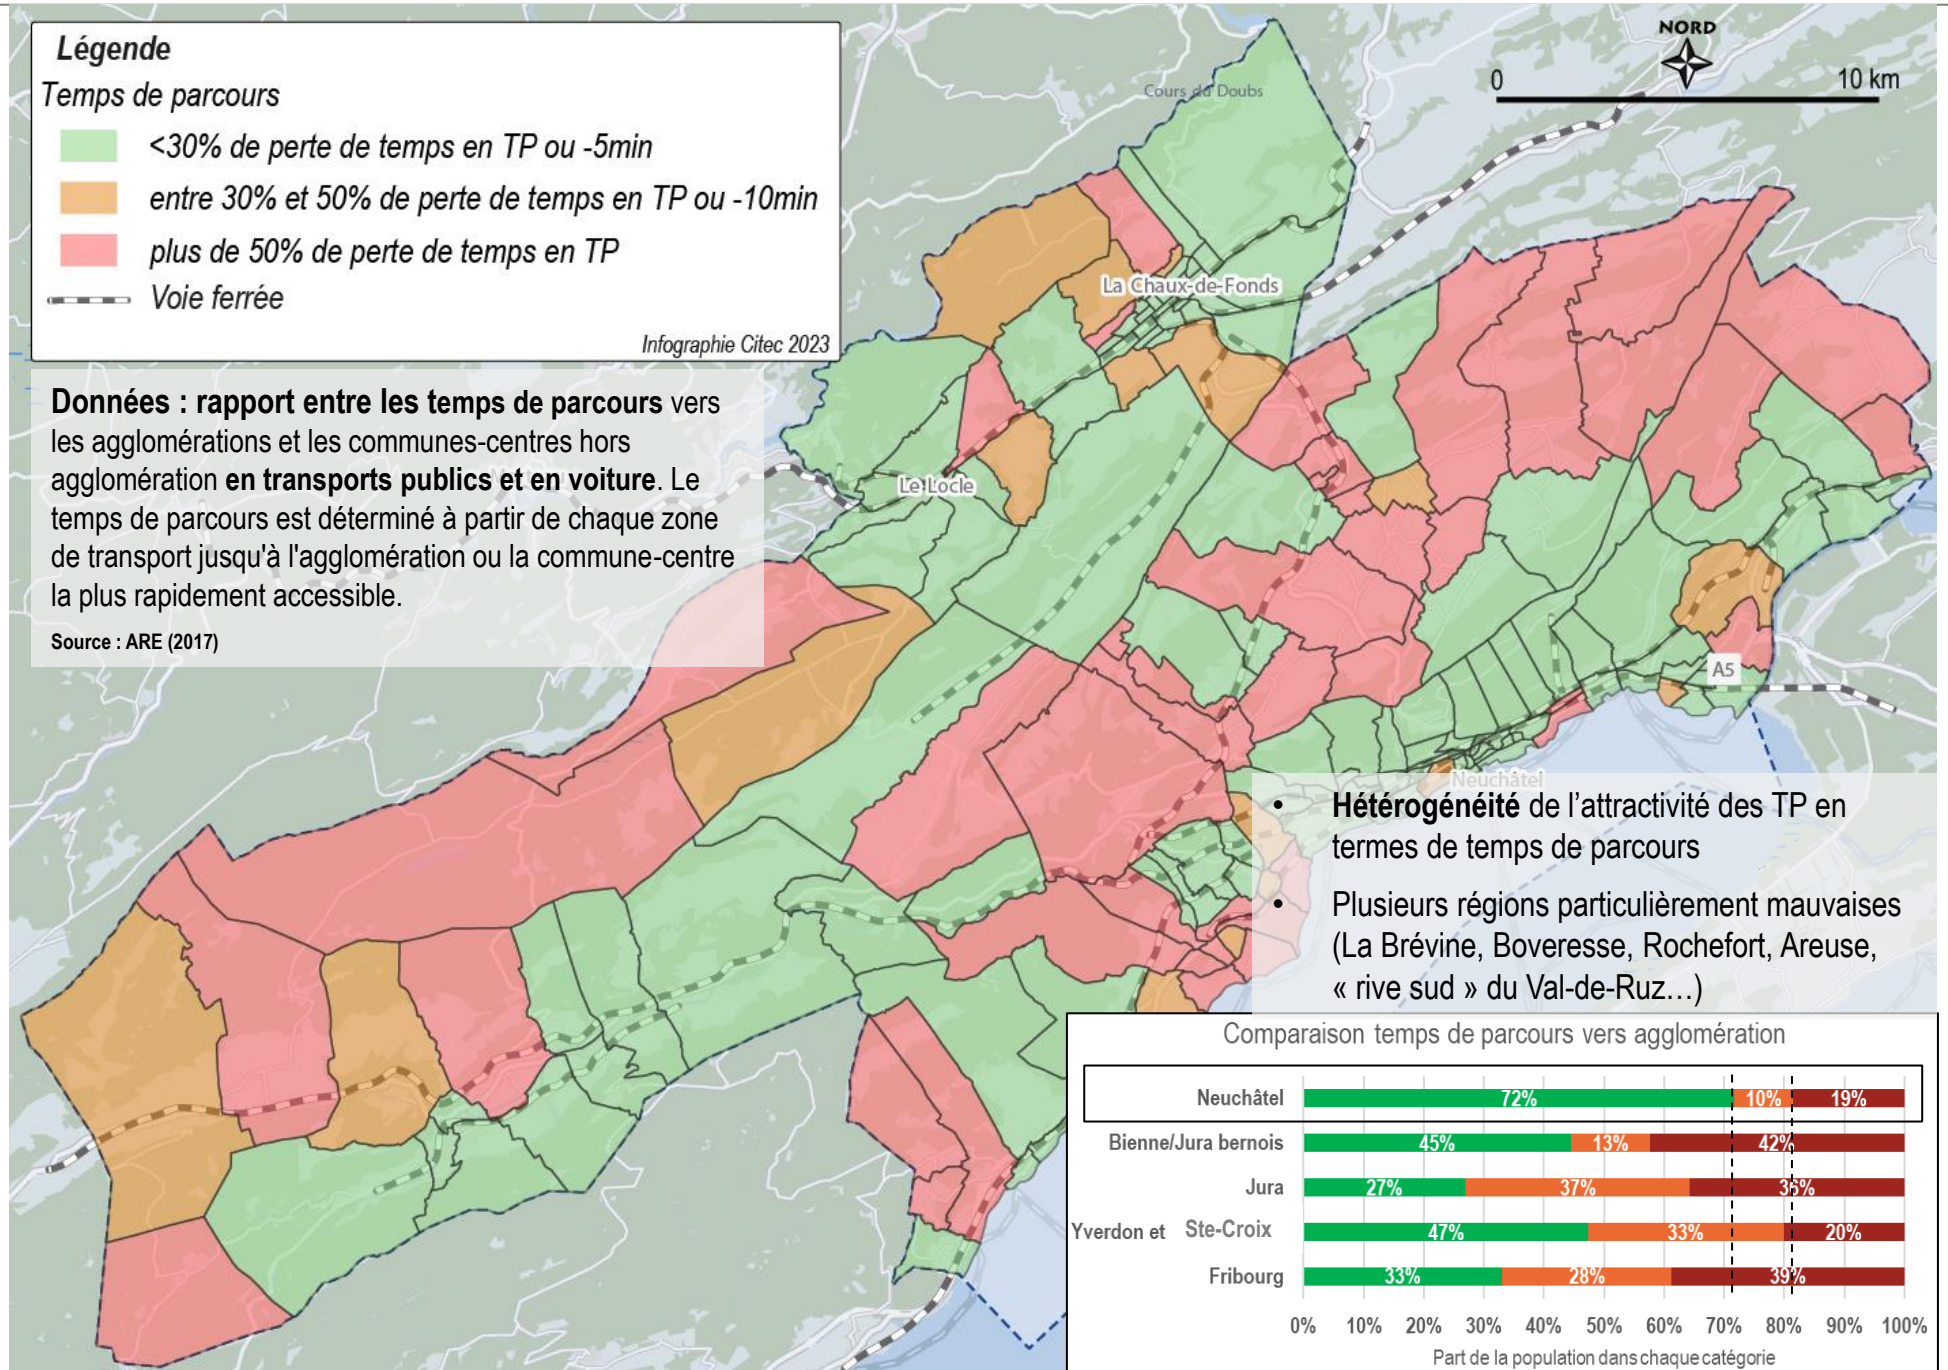 Légende
Temps de parcours
<30% de perte de temps en TP ou -5min
entre 30% et 50% de perte de temps en TP ou -10min
plus de 50% de perte de temps en TP
Voie ferrée
Infographie Citec 2023
NORD
0 10 km
Cours du Doubs
La Chaux-de-Fonds
Le Locle
A5
Neuchâtel
Données : rapport entre les temps de parcours vers
les agglomérations et les communes-centres hors
agglomération en transports publics et en voiture. Le
temps de parcours est déterminé à partir de chaque zone
de transport jusqu'à l'agglomération ou la commune-centre
la plus rapidement accessible.
Source : ARE (2017)
• Hétérogénéité de l’attractivité des TP en
termes de temps de parcours
• Plusieurs régions particulièrement mauvaises
(La Brévine, Boveresse, Rochefort, Areuse,
« rive sud » du Val-de-Ruz…)
Comparaison temps de parcours vers agglomération
Neuchâtel 72% 10% 19%
Bienne/Jura bernois 45% 13% 42%
Jura 27% 37% 36%
Yverdon et Ste-Croix 47% 33% 20%
Fribourg 33% 28% 39%
0% 10% 20% 30% 40% 50% 60% 70% 80% 90% 100%
Part de la population dans chaque catégorie